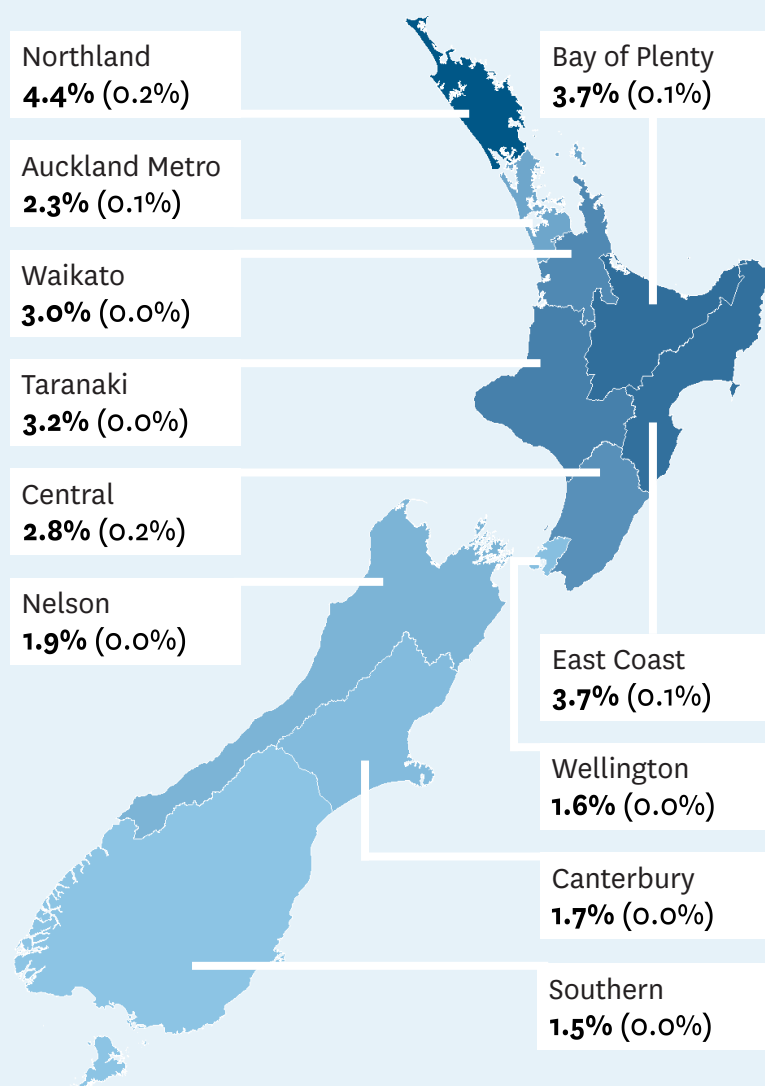 Northland
4.4% (0.2%)
Bay of Plenty
3.7% (0.1%)
Auckland Metro
2.3% (0.1%)
Waikato
3.0% (0.0%)
Taranaki
3.2% (0.0%)
Central
2.8% (0.2%)
Nelson
1.9% (0.0%)
East Coast
3.7% (0.1%)
Wellington
1.6% (0.0%)
Canterbury
1.7% (0.0%)
Southern
1.5% (0.0%)